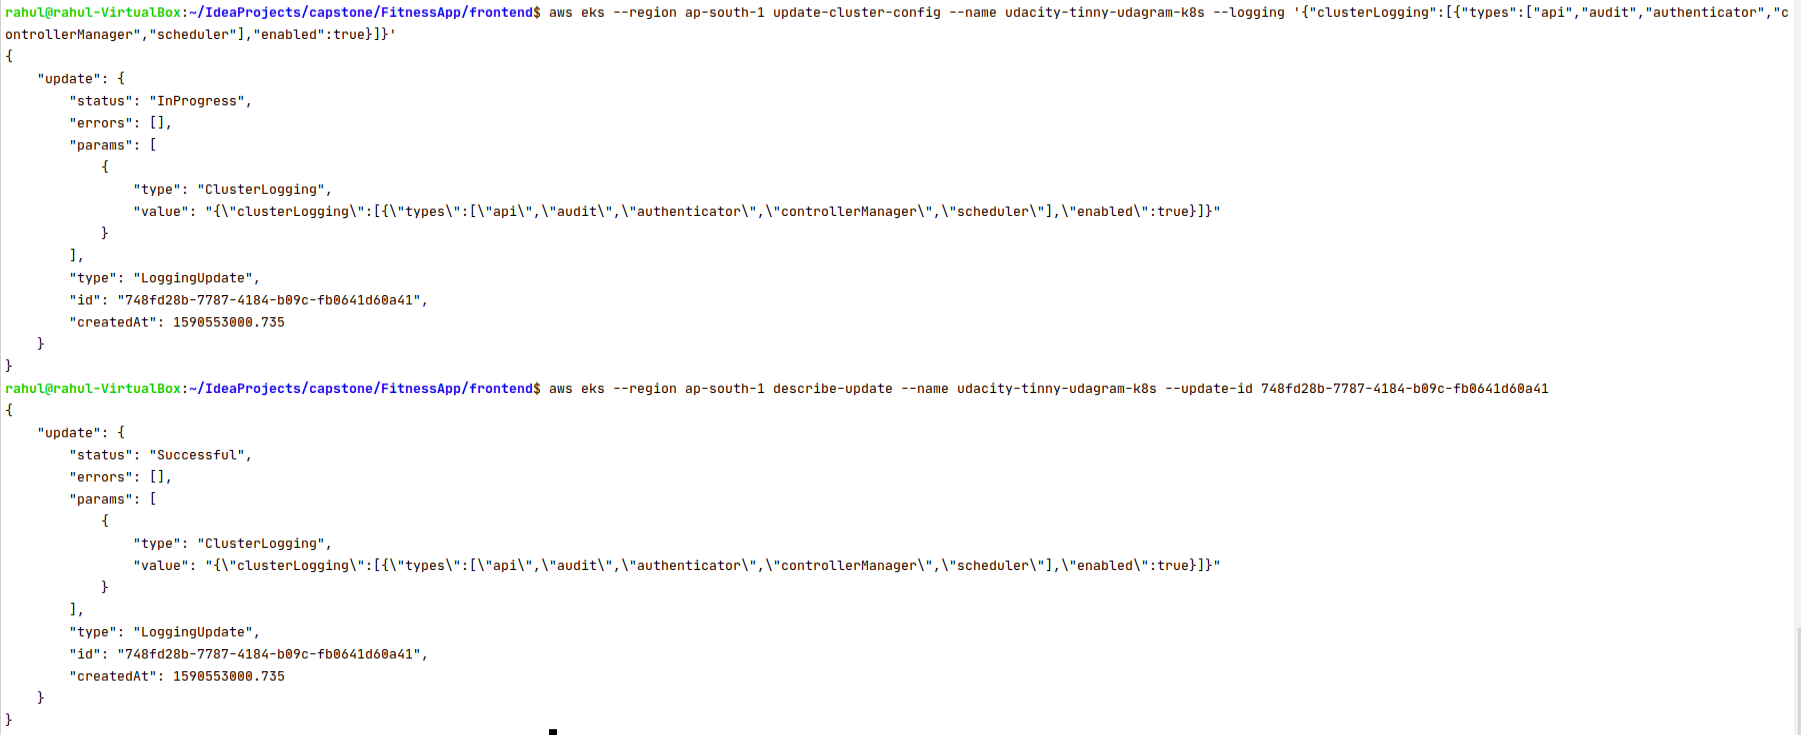 rahul@rahul-VirtualBox:~/IdeaProjects/capstone/FitnessApp/frontend$ aws eks --region ap-south-1 update-cluster-config --name udacity-tinny-udagram-k8s --logging '{"clusterLogging":[{"types":["api","audit","authenticator","c
ontrollerManager","scheduler"],"enabled":true}]}'
{
    "update": {
        "status": "InProgress",
        "errors": [],
        "params": [
            {
                "type": "ClusterLogging",
                "value": "{\"clusterLogging\":[{\"types\":[\"api\",\"audit\",\"authenticator\",\"controllerManager\",\"scheduler\"],\"enabled\":true}]}"
            }
        ],
        "type": "LoggingUpdate",
        "id": "748fd28b-7787-4184-b09c-fb0641d60a41",
        "createdAt": 1590553000.735
    }
}
rahul@rahul-VirtualBox:~/IdeaProjects/capstone/FitnessApp/frontend$ aws eks --region ap-south-1 describe-update --name udacity-tinny-udagram-k8s --update-id 748fd28b-7787-4184-b09c-fb0641d60a41
{
    "update": {
        "status": "Successful",
        "errors": [],
        "params": [
            {
                "type": "ClusterLogging",
                "value": "{\"clusterLogging\":[{\"types\":[\"api\",\"audit\",\"authenticator\",\"controllerManager\",\"scheduler\"],\"enabled\":true}]}"
            }
        ],
        "type": "LoggingUpdate",
        "id": "748fd28b-7787-4184-b09c-fb0641d60a41",
        "createdAt": 1590553000.735
    }
}